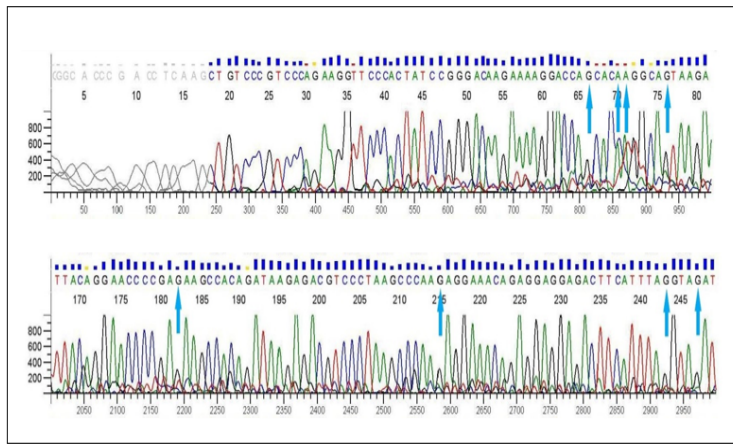 GGC A CCC G A CC T CAAG CTGTCCCGTCCCAGAAGGTTCCCACTATCCGGGACAAGAAAAGGACCAGCACAAGGCAGTAAGA
5 10 15 20 25 30 35 40 45 50 55 60 65 70 75 80
800
600
400
200
50 100 150 200 250 300 350 400 450 500 550 600 650 700 750 800 850 900 950
TTACAGGAACCCCGAGAAGCCACAGATAAGAGACGTCCCTAAGCCCAAGAGGAAACAGAGGAGGAGACTTCATTTAGGTAGAT
170 175 180 185 190 195 200 205 210 215 220 225 230 235 240 245
800
600
400
200
2050 2100 2150 2200 2250 2300 2350 2400 2450 2500 2550 2600 2650 2700 2750 2800 2850 2900 2950